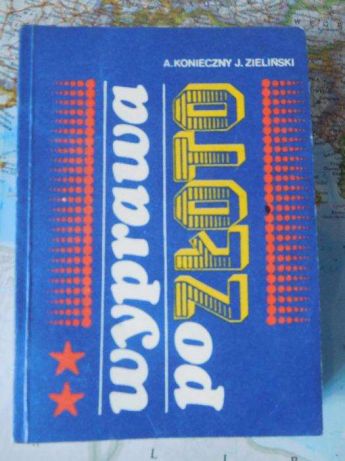 A. KONIECZNY J. ZIELIŃSKI
wyprawa
po ZŁOTO